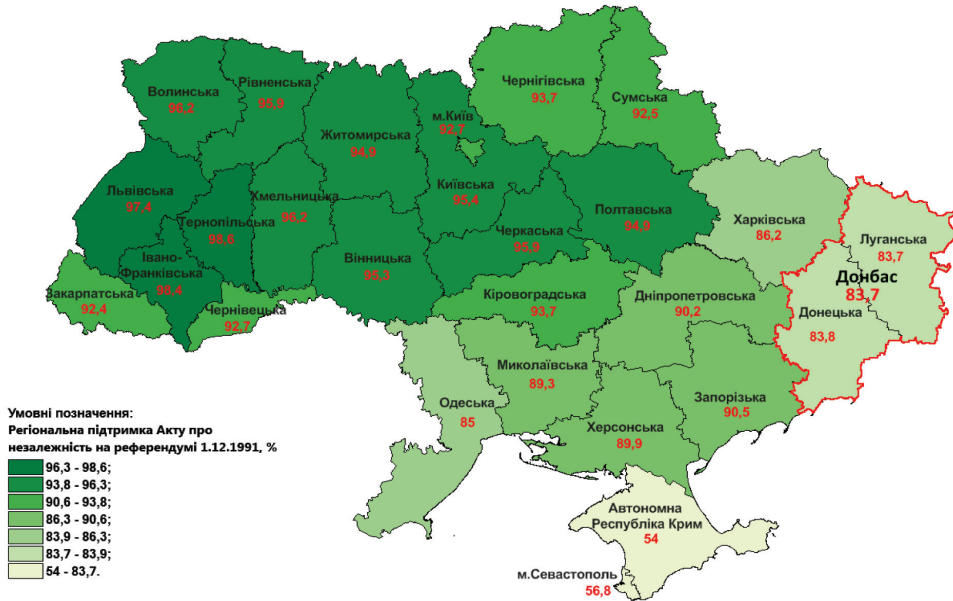 Волинська
96,2
Рівненська
95,9
Житомирська
94,9
м.Київ
92,7
Чернігівська
93,7
Сумська
92,5
Львівська
97,4
Тернопільська
98,6
Хмельницька
96,2
Київська
95,4
Полтавська
94,9
Харківська
86,2
Луганська
83,7
Івано-
Франківська
98,4
Вінницька
95,3
Черкаська
96,9
Донбас
83,7
Закарпатська
92,4
Чернівецька
92,7
Кіровоградська
93,7
Дніпропетровська
90,2
Донецька
83,8
Миколаївська
89,3
Одеська
85
Херсонська
89,9
Запорізька
90,5
Автономна
Республіка Крим
54
м.Севастополь
56,8
Умовні позначення:
Регіональна підтримка Акту про
незалежність на референдумі 1.12.1991, %
96,3 - 98,6;
93,8 - 96,3;
90,6 - 93,8;
86,3 - 90,6;
83,9 - 86,3;
83,7 - 83,9;
54 - 83,7.